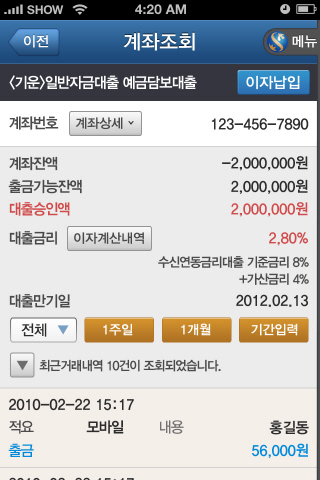 SHOW 4:20 AM
이전 계좌조회 메뉴
〈기운〉일반자금대출 예금담보대출 이자납입
계좌번호 계좌상세 123-456-7890
계좌잔액 -2,000,000원
출금가능잔액 2,000,000원
대출승인액 2,000,000원
대출금리 이자계산내역 2,80%
수신연동금리대출 기준금리 8%
+가산금리 4%
대출만기일 2012.02.13
전체 1주일 1개월 기간입력
최근거래내역 10건이 조회되었습니다.
2010-02-22 15:17
적요 모바일 내용 홍길동
출금 56,000원